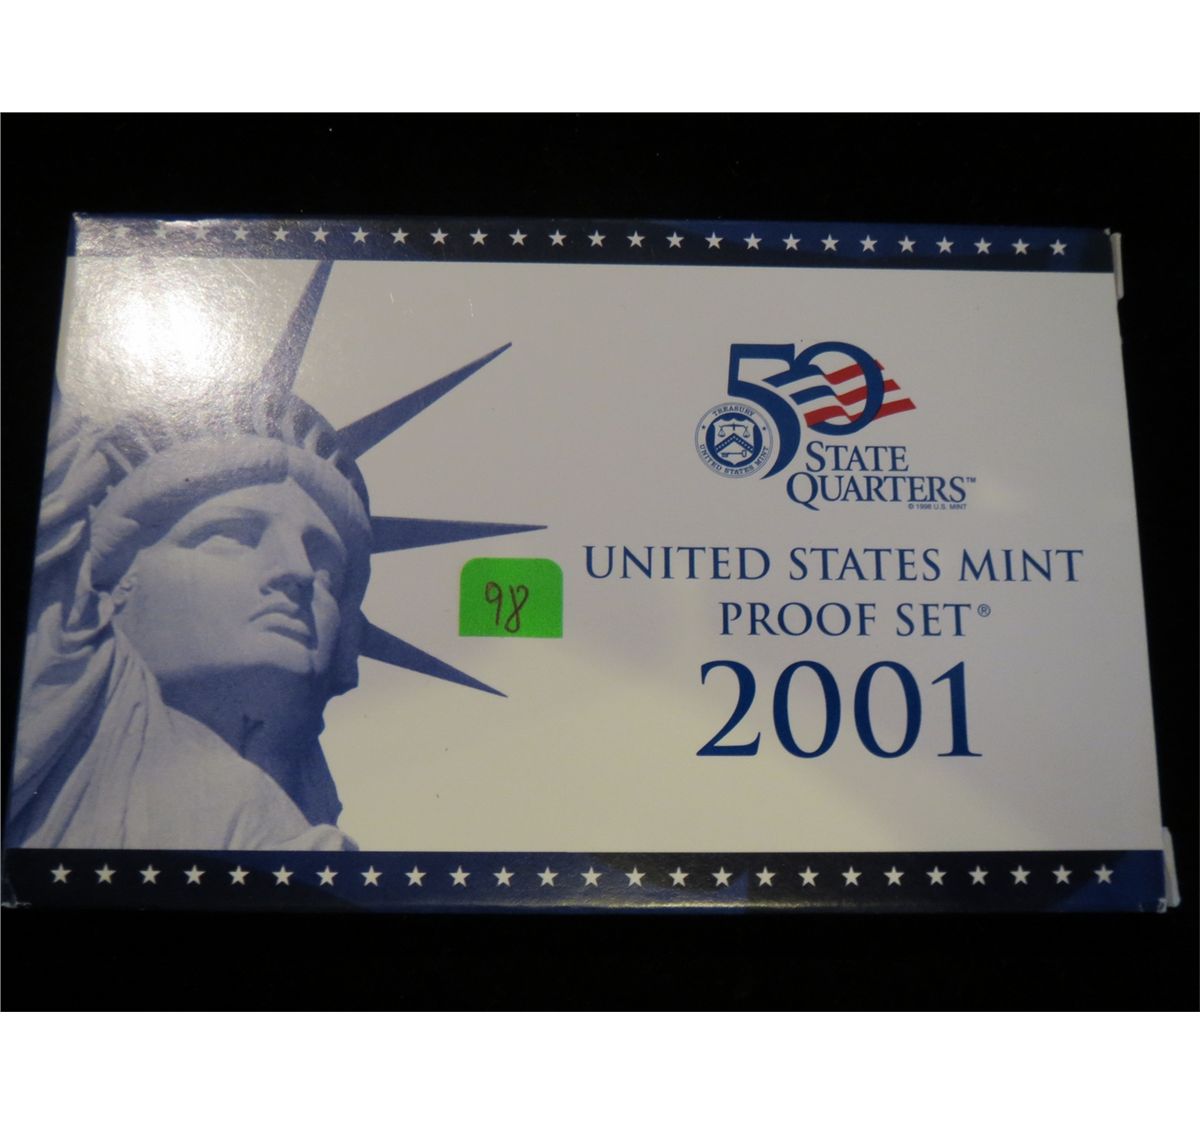 50
TREASURY
UNITED STATES MINT
STATE
QUARTERS™
© 1998 U.S. MINT
98
UNITED STATES MINT
PROOF SET®
2001